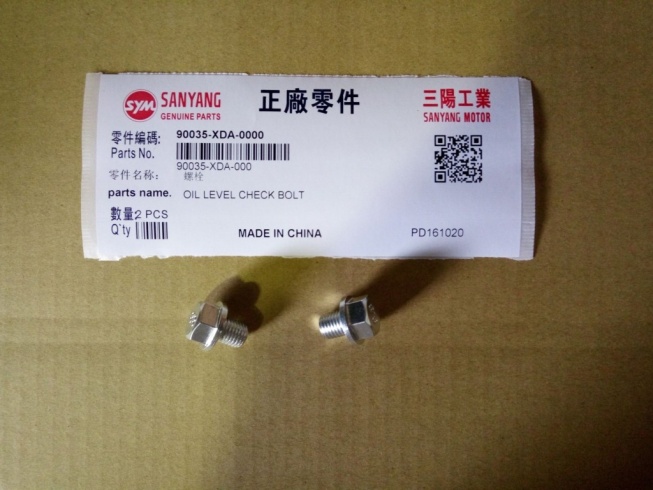 SYM SANYANG
GENUINE PARTS
正廠零件
三陽工業
SANYANG MOTOR
零件編碼: 90035-XDA-0000
Parts No.
90035-XDA-000
零件名称: 螺栓
parts name. OIL LEVEL CHECK BOLT
數量: 2 PCS
Q'ty
MADE IN CHINA
PD161020